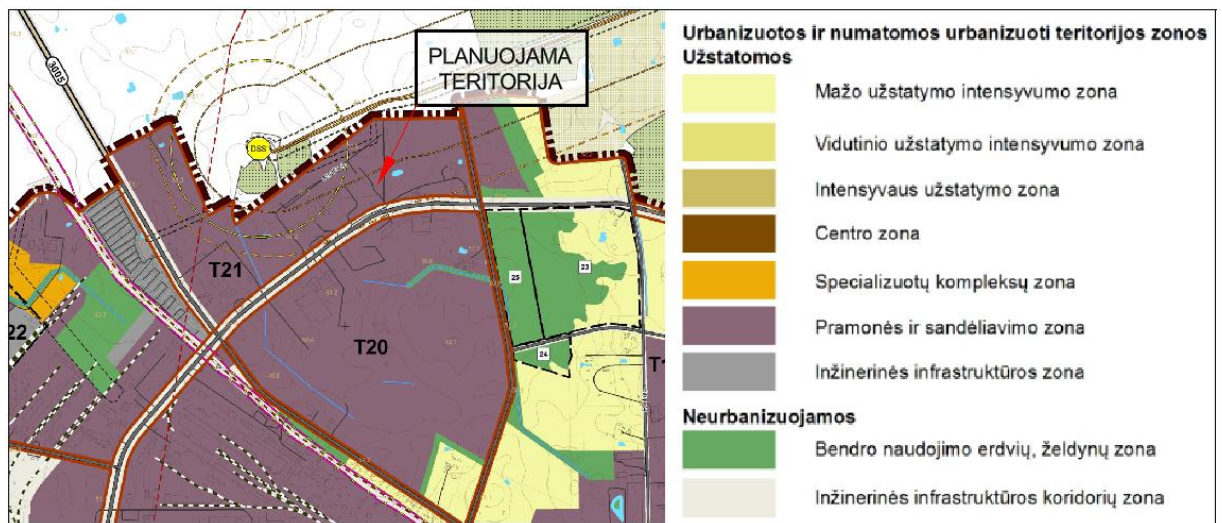 3005
PLANUOJAMA
TERITORIJA
DSS
T21
T20
22
25
23
24
Urbanizuotos ir numatomos urbanizuoti teritorijos zonos
Užstatomos
Mažo užstatymo intensyvumo zona
Vidutinio užstatymo intensyvumo zona
Intensyvaus užstatymo zona
Centro zona
Specializuotų kompleksų zona
Pramonės ir sandėliavimo zona
Inžinerinės infrastruktūros zona
Neurbanizuojamos
Bendro naudojimo erdvių, želdynų zona
Inžinerinės infrastruktūros koridorių zona